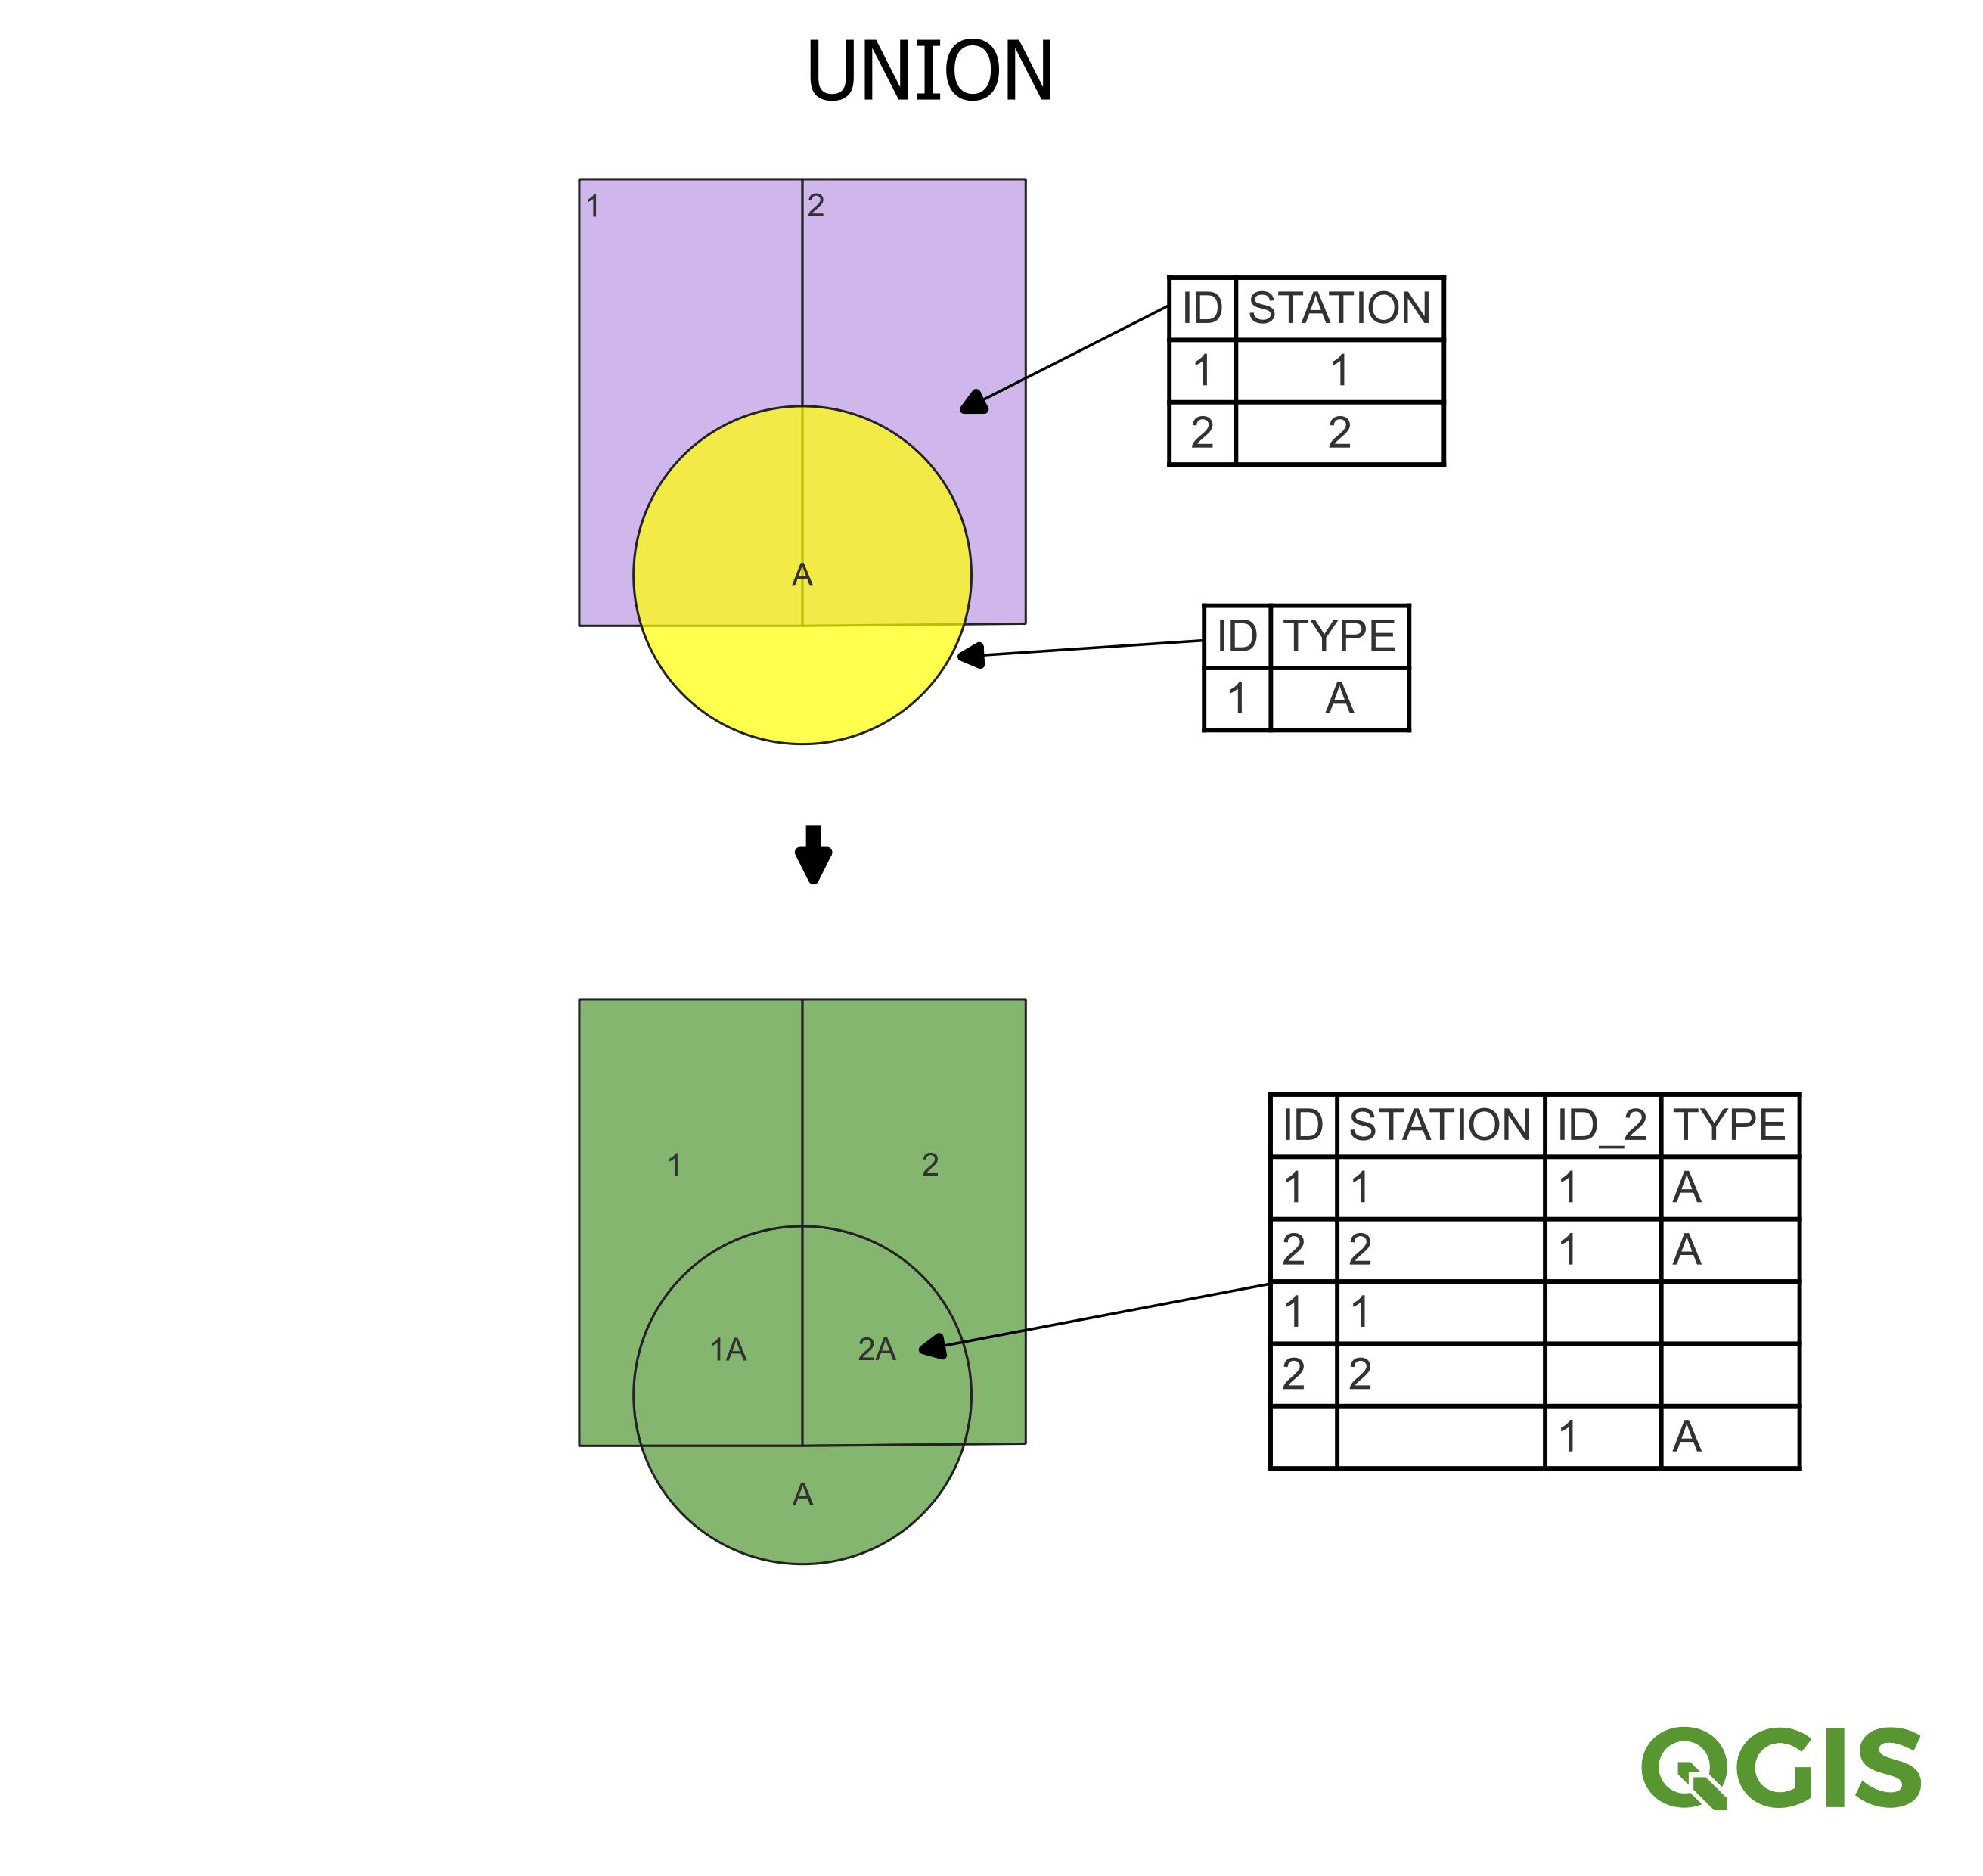 UNION
1 2
ID STATION
1 1
2 2
A
ID TYPE
1 A
ID STATION ID_2 TYPE
1 1 1 A
2 2 1 A
1 1
2 2
1 A
1 2
1A 2A
A
QGIS